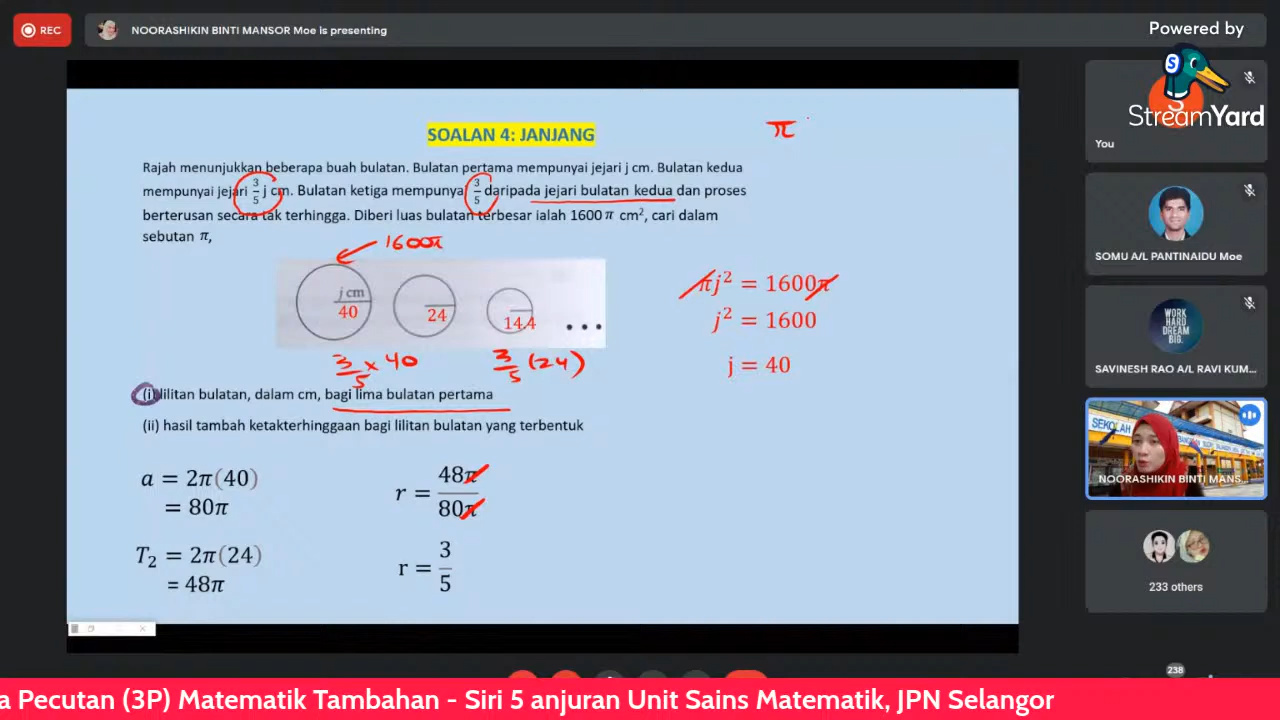 REC
NOORASHIKIN BINTI MANSOR Moe is presenting
Powered by
StreamYard
S
You
SOALAN 4: JANJANG
π
Rajah menunjukkan beberapa buah bulatan. Bulatan pertama mempunyai jejari j cm. Bulatan kedua
mempunyai jejari 3/5 j cm. Bulatan ketiga mempunyai 3/5 daripada jejari bulatan kedua dan proses
berterusan secara tak terhingga. Diberi luas bulatan terbesar ialah 1600 π cm², cari dalam
sebutan π,
1600π
j cm
40
24
14.4
3/5 × 40
3/5 (24)
πj² = 1600π
j² = 1600
j = 40
(i) lilitan bulatan, dalam cm, bagi lima bulatan pertama
(ii) hasil tambah ketakterhinggaan bagi lilitan bulatan yang terbentuk
a = 2π(40)
= 80π
T₂ = 2π(24)
= 48π
r = 48π/80π
r = 3/5
SOMU A/L PANTINAIDU Moe
WORK
HARD
DREAM
BIG.
SAVINESH RAO A/L RAVI KUM...
SEKOLAH
NOORASHIKIN BINTI MANS...
233 others
238
a Pecutan (3P) Matematik Tambahan - Siri 5 anjuran Unit Sains Matematik, JPN Selangor